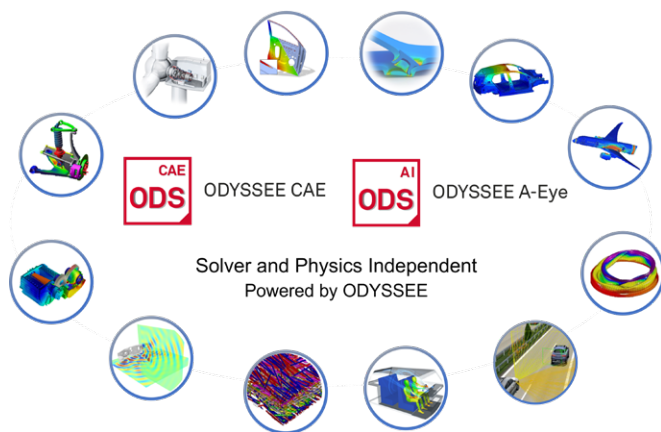 CAE
ODS
ODYSSEE CAE
AI
ODS
ODYSSEE A-Eye
Solver and Physics Independent
Powered by ODYSSEE